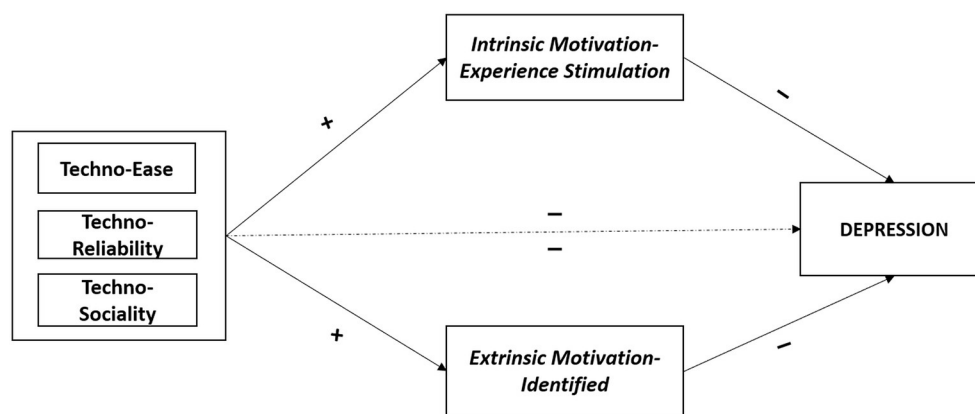 Intrinsic Motivation-
Experience Stimulation
–
+
Techno-Ease
Techno-
Reliability
Techno-
Sociality
–
–
DEPRESSION
+
–
Extrinsic Motivation-
Identified